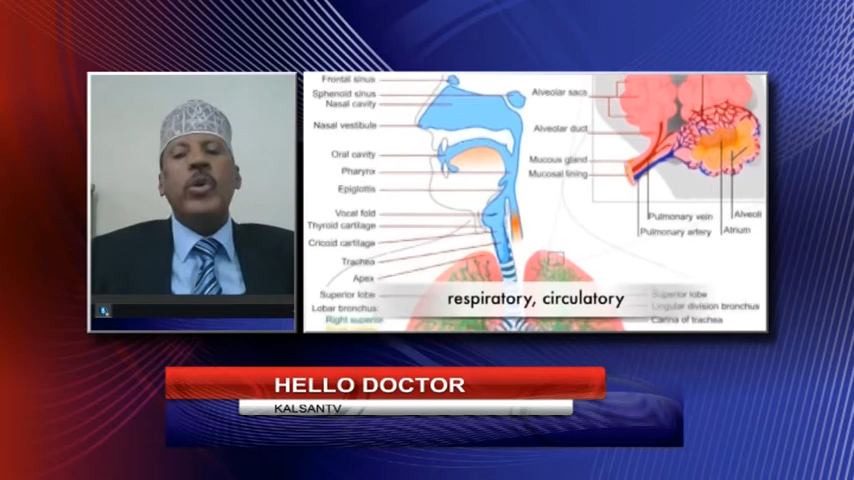 Frontal sinus
Sphenoid sinus
Nasal cavity
Nasal vestibule
Oral cavity
Pharynx
Epiglottis
Vocal fold
Thyroid cartilage
Cricoid cartilage
Trachea
Apex
Superior lobe
Lobar bronchus:
Right superior
Alveolar sacs
Alveolar duct
Mucous gland
Mucosal lining
Pulmonary vein
Pulmonary artery
Alveoli
Atrium
Superior lobe
Lingular division bronchus
Carina of trachea
respiratory, circulatory
HELLO DOCTOR
KALSANTV